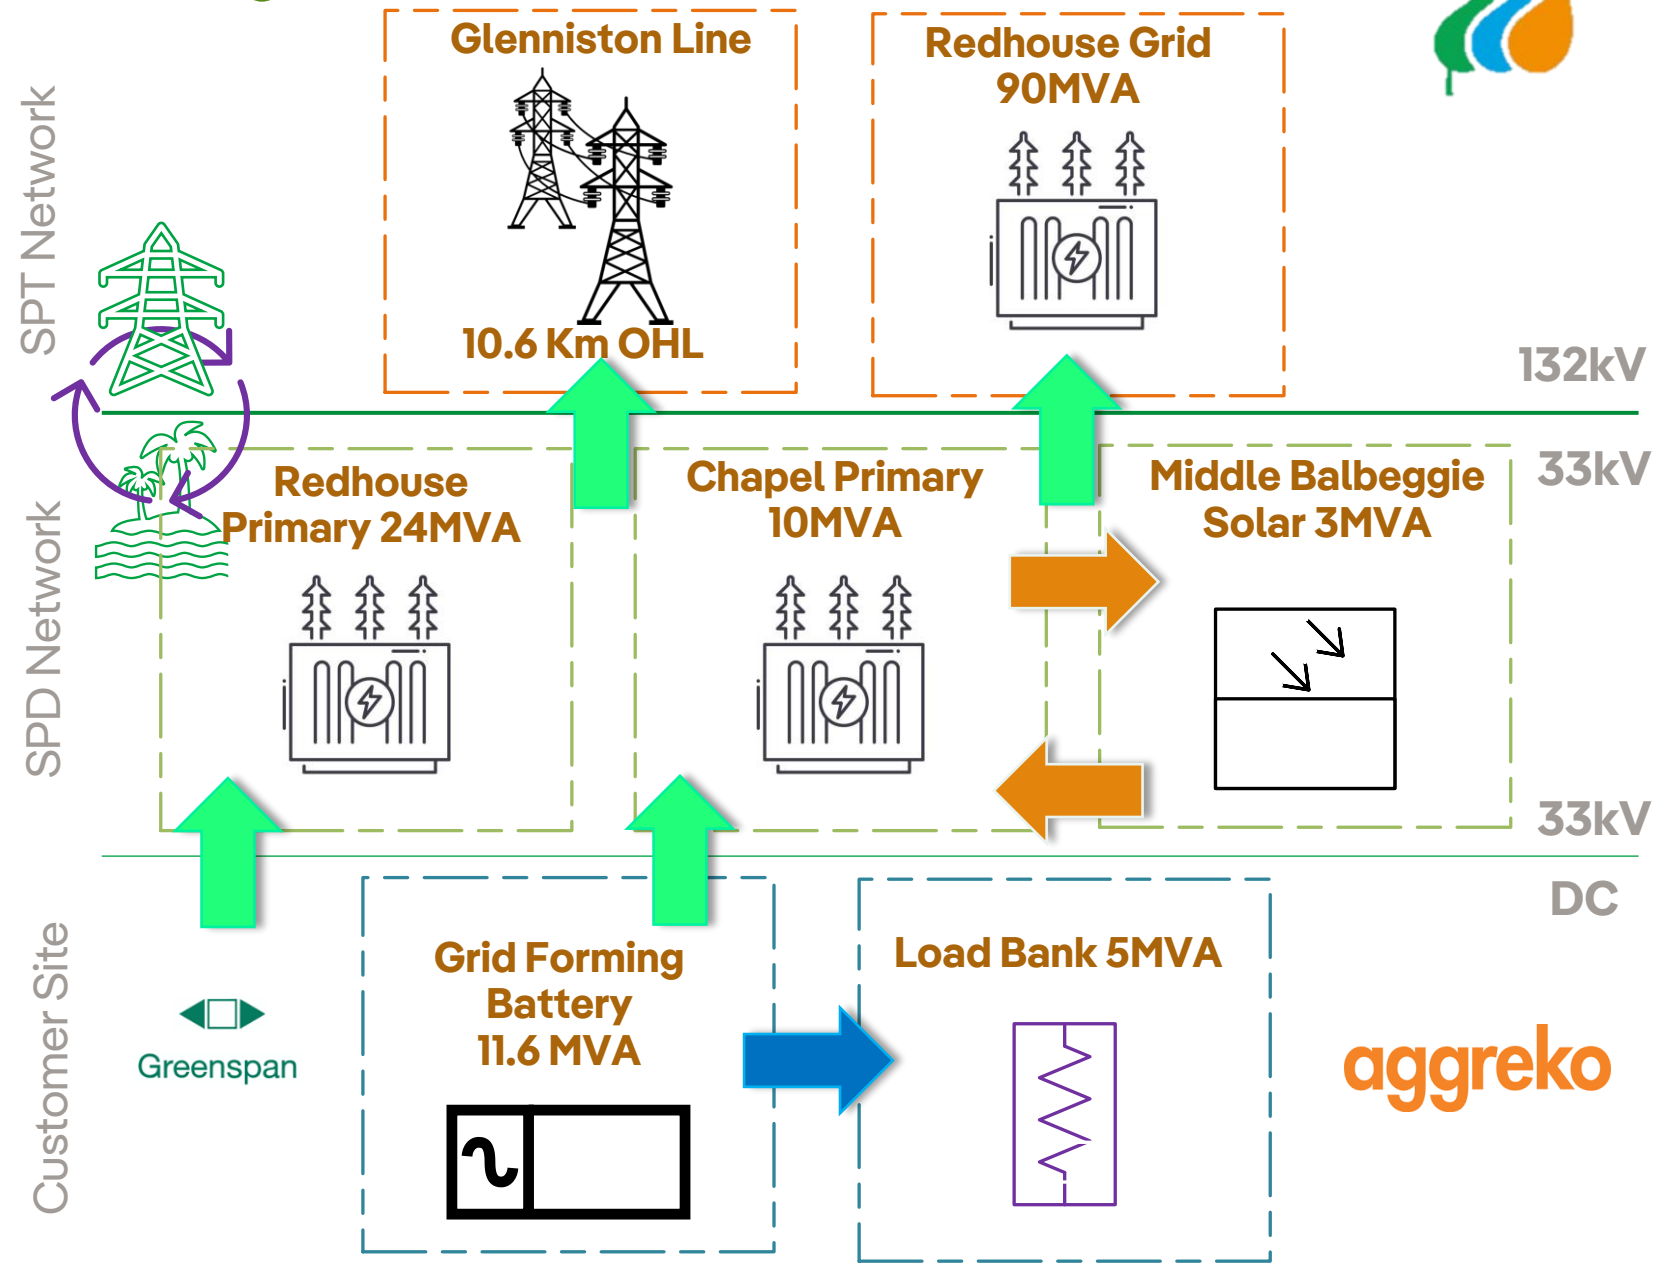 SPT Network
Glenniston Line
10.6 Km OHL
Redhouse Grid
90MVA
132kV
SPD Network
Redhouse
Primary 24MVA
Chapel Primary
10MVA
Middle Balbeggie
Solar 3MVA
33kV
33kV
Customer Site
Greenspan
Grid Forming
Battery
11.6 MVA
Load Bank 5MVA
DC
aggreko